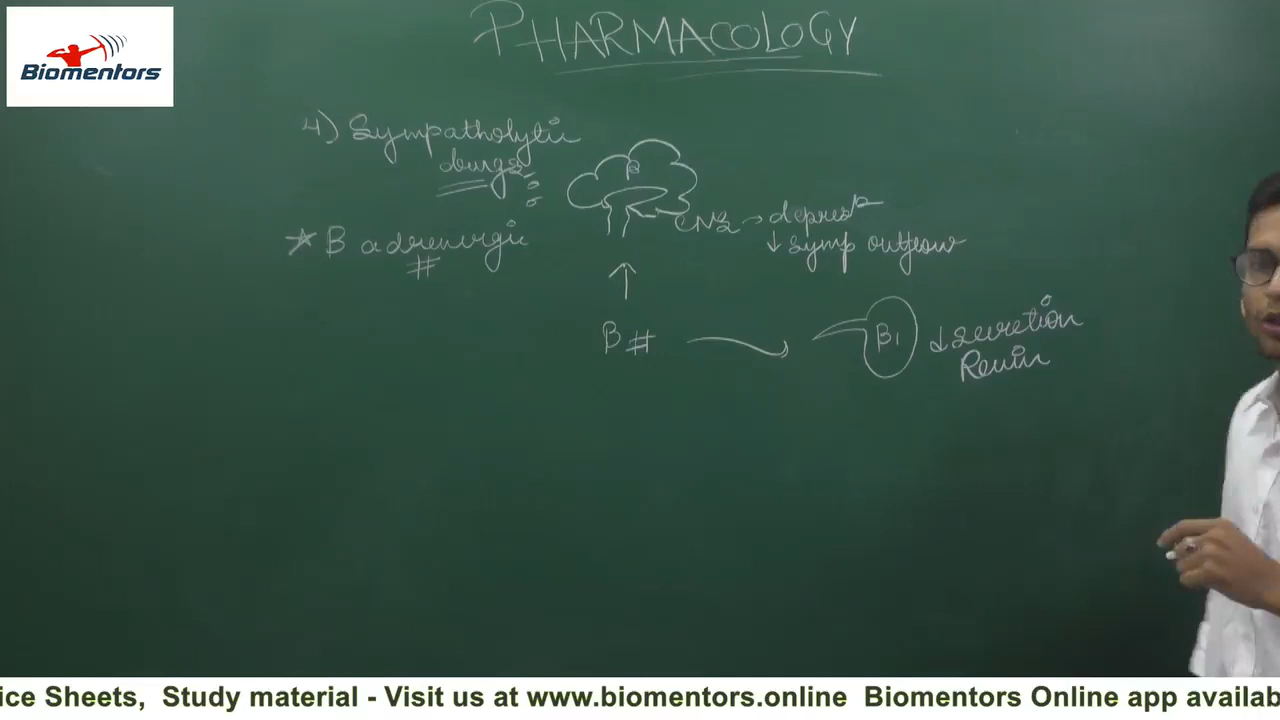 Biomentors
PHARMACOLOGY
4) Sympatholytic
drugs
B
CNS → depress
↓ symp outflow
★ B adrenergic
#
B #
β1
↓ secretion
Renin
ice Sheets, Study material - Visit us at www.biomentors.online Biomentors Online app availab